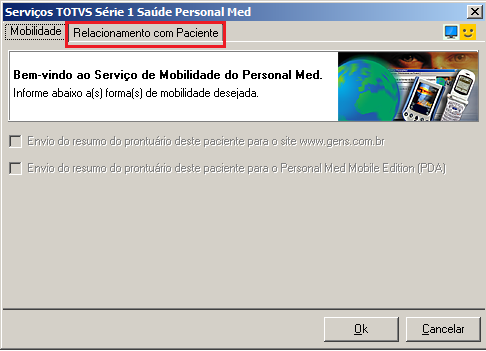 Serviços TOTVS Série 1 Saúde Personal Med
Mobilidade
Relacionamento com Paciente
Bem-vindo ao Serviço de Mobilidade do Personal Med.
Informe abaixo a(s) forma(s) de mobilidade desejada.
Envio do resumo do prontuário deste paciente para o site www.gens.com.br
Envio do resumo do prontuário deste paciente para o Personal Med Mobile Edition (PDA)
Ok
Cancelar